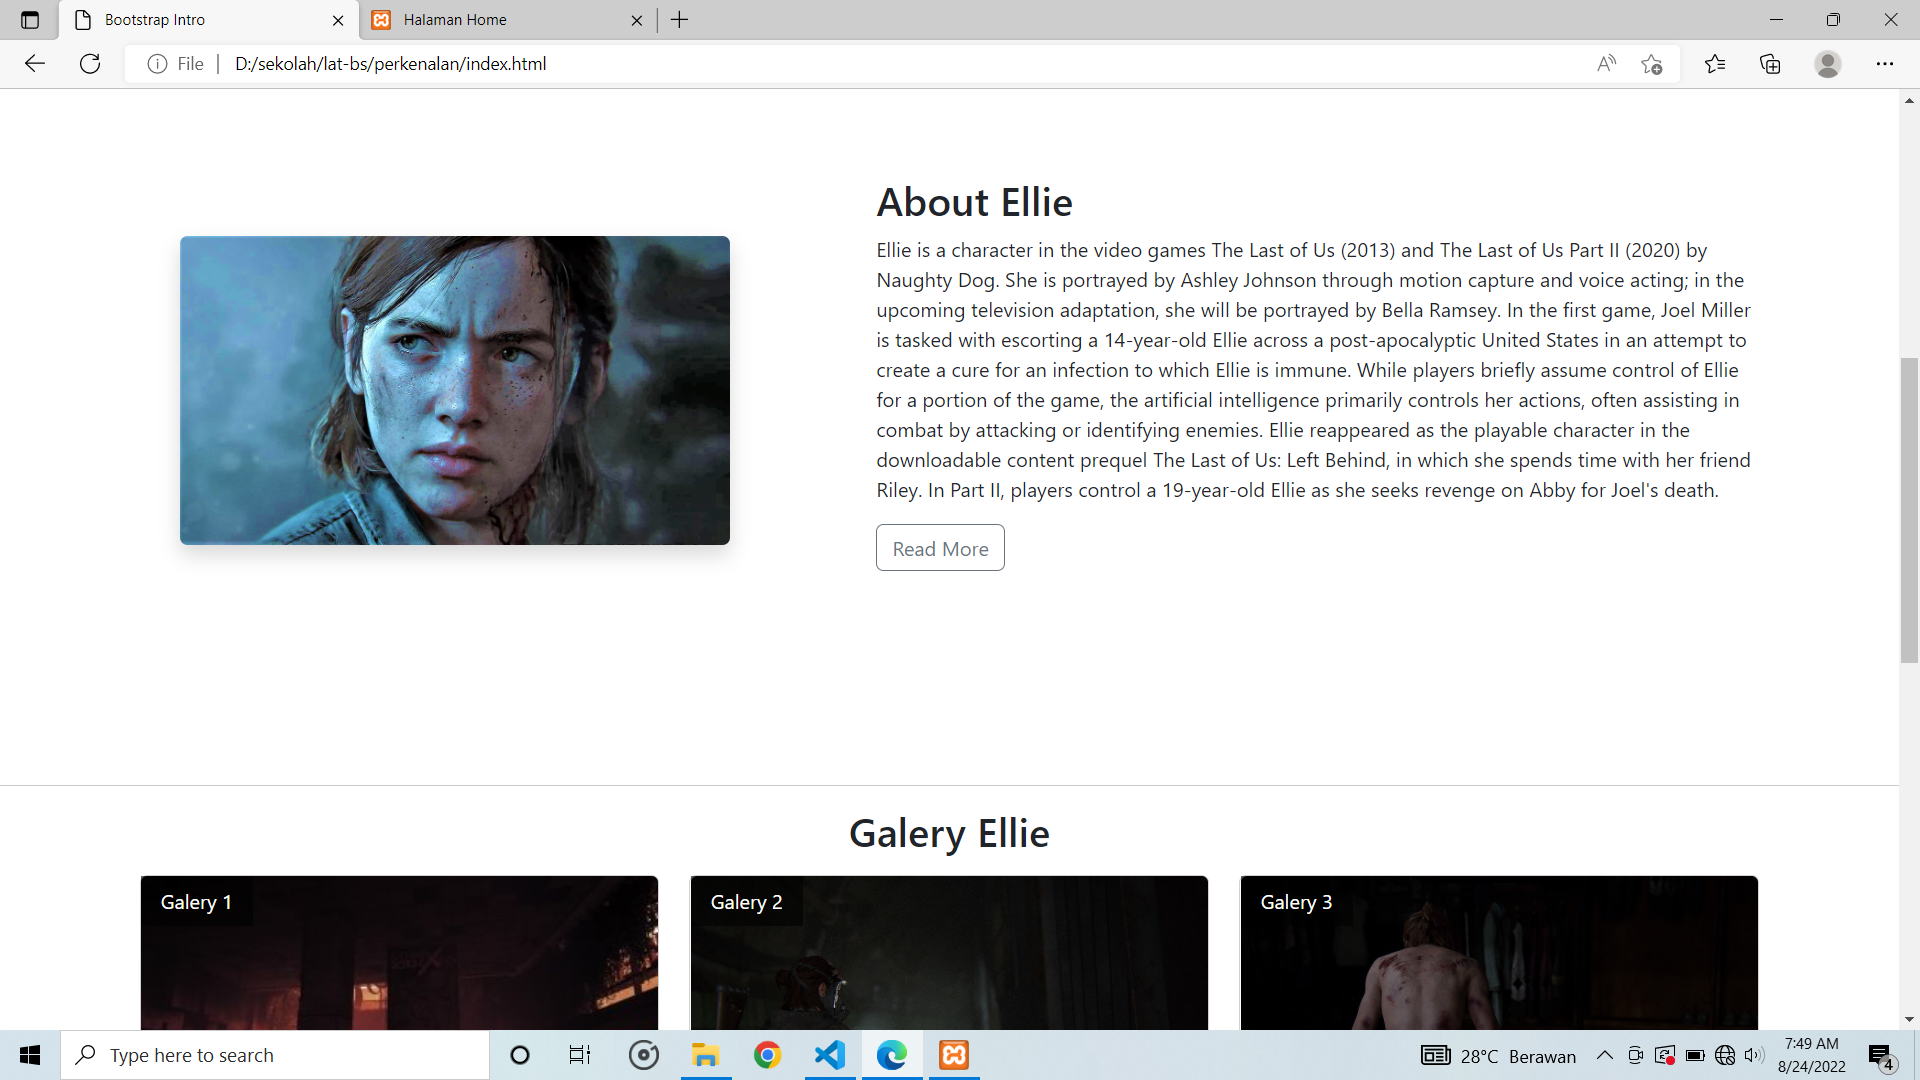 Bootstrap Intro
Halaman Home
File
D:/sekolah/lat-bs/perkenalan/index.html
About Ellie
Ellie is a character in the video games The Last of Us (2013) and The Last of Us Part II (2020) by
Naughty Dog. She is portrayed by Ashley Johnson through motion capture and voice acting; in the
upcoming television adaptation, she will be portrayed by Bella Ramsey. In the first game, Joel Miller
is tasked with escorting a 14-year-old Ellie across a post-apocalyptic United States in an attempt to
create a cure for an infection to which Ellie is immune. While players briefly assume control of Ellie
for a portion of the game, the artificial intelligence primarily controls her actions, often assisting in
combat by attacking or identifying enemies. Ellie reappeared as the playable character in the
downloadable content prequel The Last of Us: Left Behind, in which she spends time with her friend
Riley. In Part II, players control a 19-year-old Ellie as she seeks revenge on Abby for Joel's death.
Read More
Galery Ellie
Galery 1
Galery 2
Galery 3
Type here to search
28°C Berawan
7:49 AM
8/24/2022
4